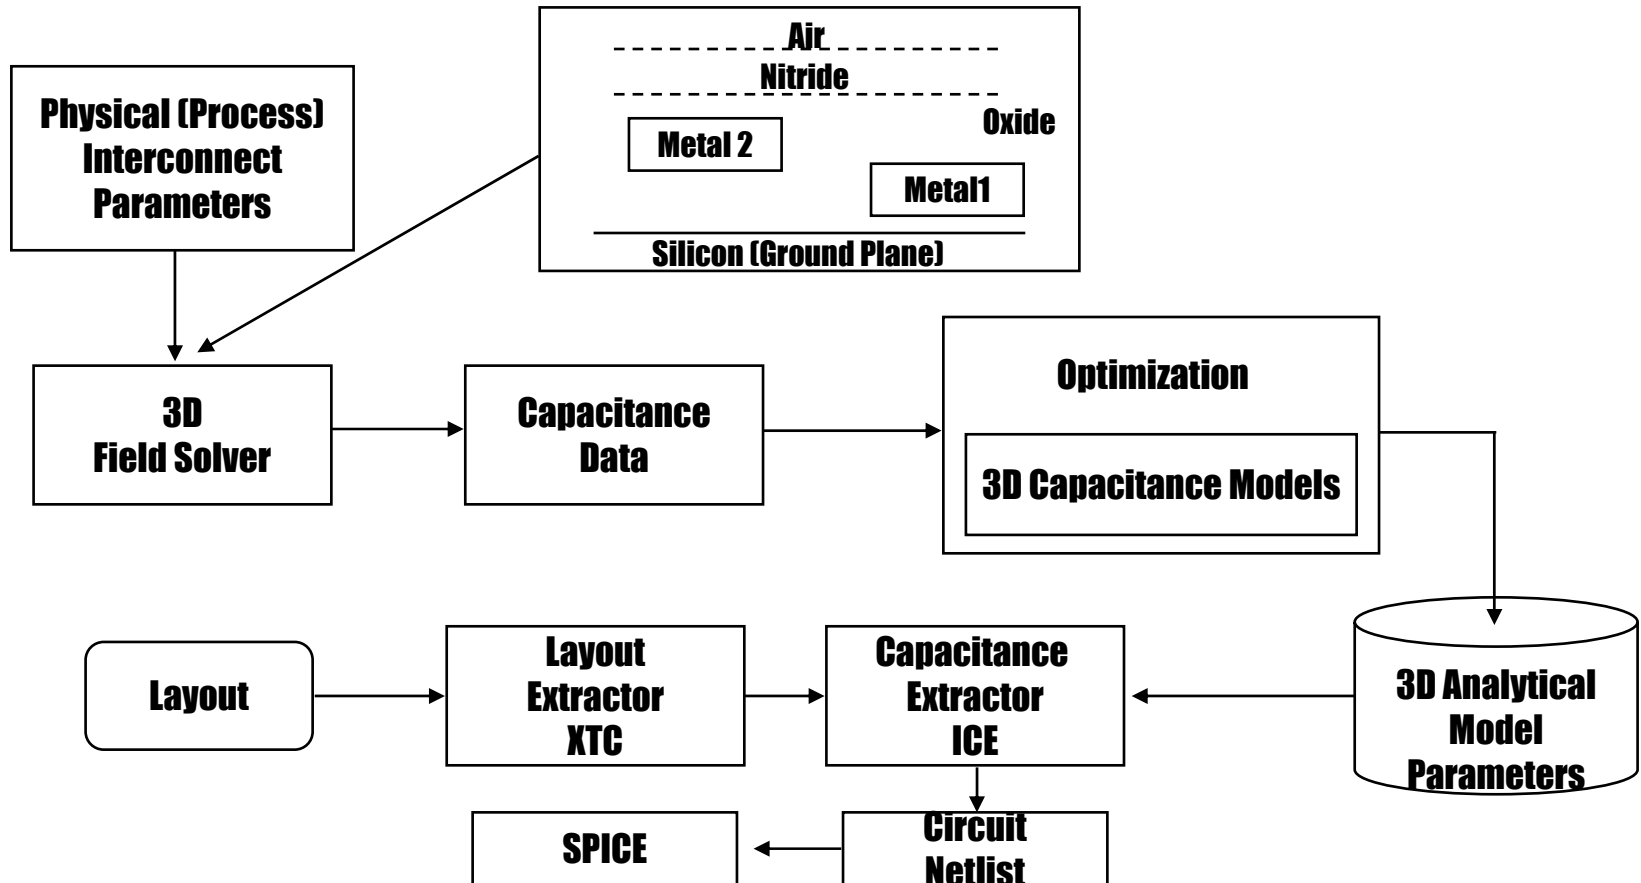 Air
Nitride
Oxide
Metal 2
Metal1
Silicon (Ground Plane)
Physical (Process)
Interconnect
Parameters
3D
Field Solver
Capacitance
Data
Optimization
3D Capacitance Models
Layout
Layout
Extractor
XTC
Capacitance
Extractor
ICE
3D Analytical
Model
Parameters
SPICE
Circuit
Netlist